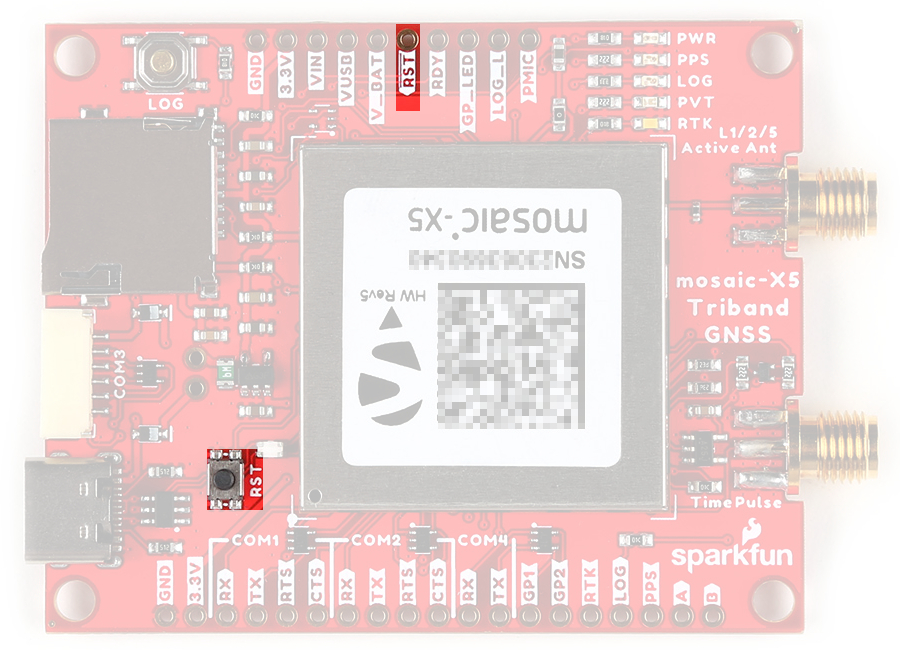 LOG
GND
3.3V
VIN
VUSB
V_BAT
RST
RDY
GP_LED
LOG_L
PMIC
PWR
PPS
LOG
PVT
RTK
L1/2/5
Active Ant
mosaic-X5
HW Rev5
mosaic-X5
Triband
GNSS
COM3
RST
TimePulse
sparkfun
COM1
COM2
COM4
GND
3.3V
RX
TX
RTS
CTS
RX
TX
RTS
CTS
RX
TX
GP1
GP2
RTK
LOG
PPS
A
B